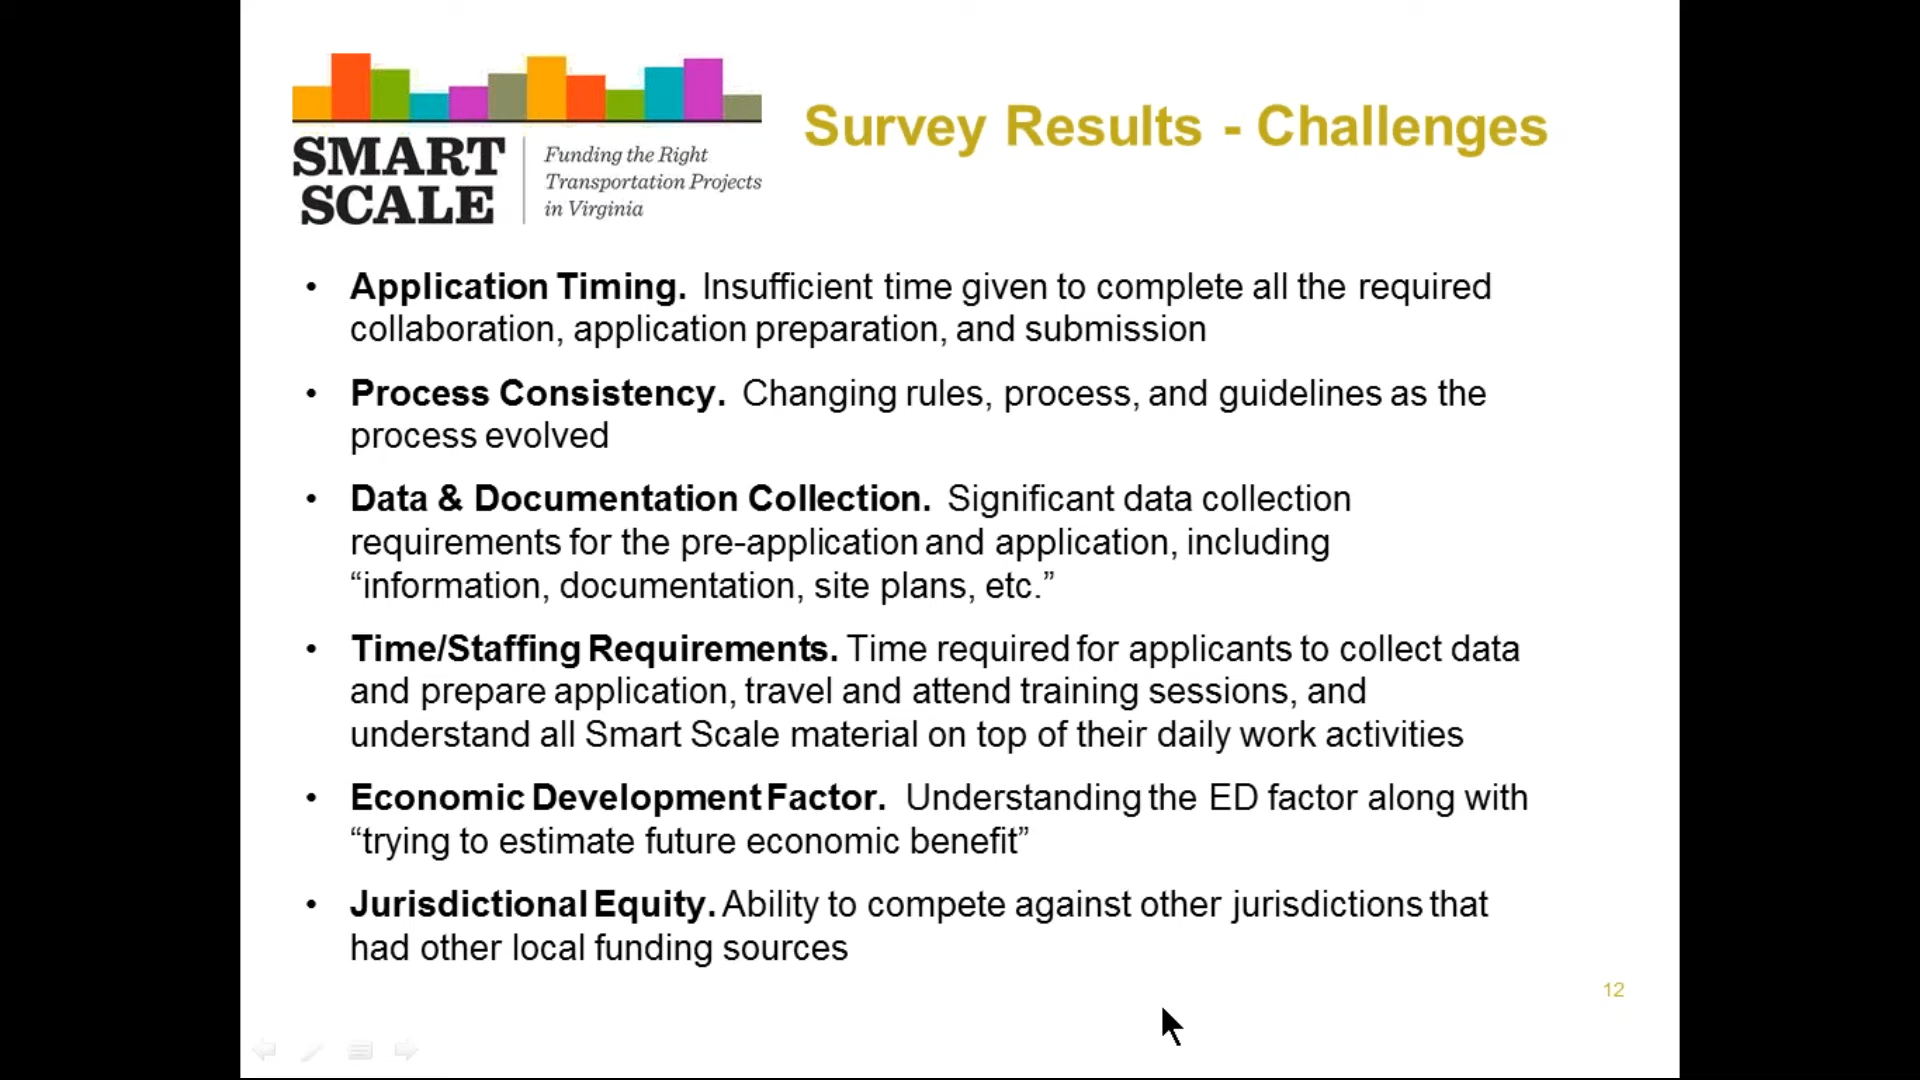 SMART
SCALE
Funding the Right
Transportation Projects
in Virginia
Survey Results - Challenges
• Application Timing. Insufficient time given to complete all the required
collaboration, application preparation, and submission
• Process Consistency. Changing rules, process, and guidelines as the
process evolved
• Data & Documentation Collection. Significant data collection
requirements for the pre-application and application, including
“information, documentation, site plans, etc.”
• Time/Staffing Requirements. Time required for applicants to collect data
and prepare application, travel and attend training sessions, and
understand all Smart Scale material on top of their daily work activities
• Economic Development Factor. Understanding the ED factor along with
“trying to estimate future economic benefit”
• Jurisdictional Equity. Ability to compete against other jurisdictions that
had other local funding sources
12